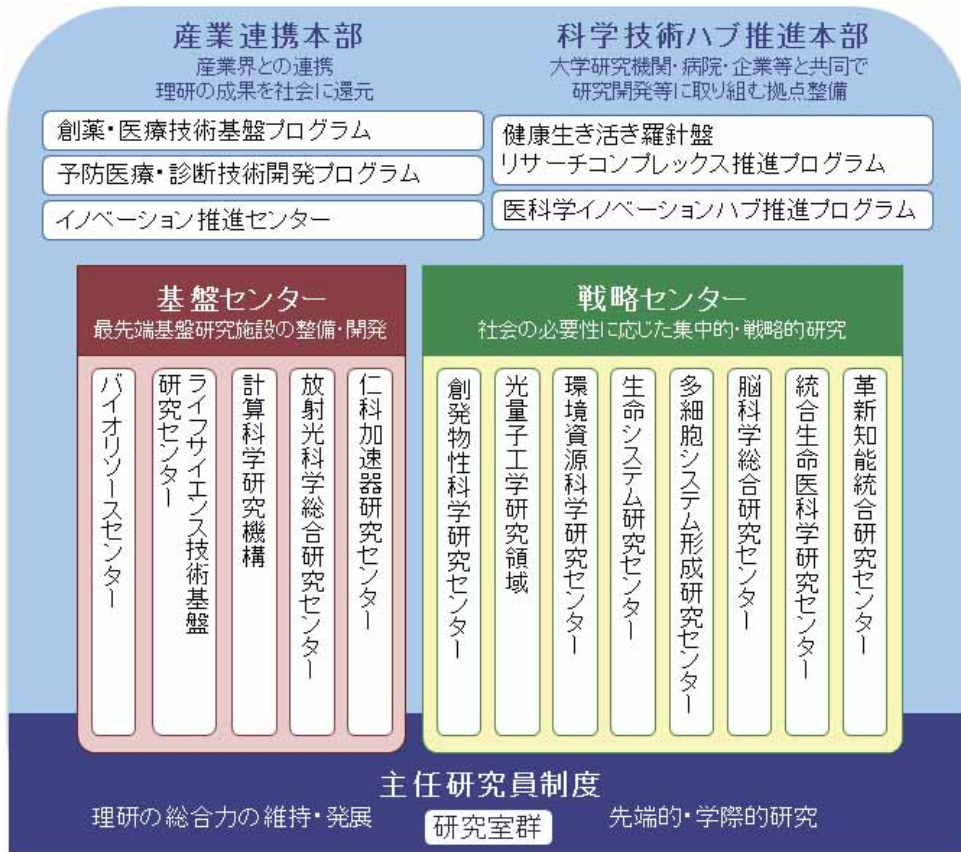 産業連携本部
産業界との連携
理研の成果を社会に還元
創薬・医療技術基盤プログラム
予防医療・診断技術開発プログラム
イノベーション推進センター
科学技術ハブ推進本部
大学研究機関・病院・企業等と共同で
研究開発等に取り組む拠点整備
健康生き活き羅針盤
リサーチコンプレックス推進プログラム
医科学イノベーションハブ推進プログラム
基盤センター
最先端基盤研究施設の整備・開発
バイオリソースセンター
ライフサイエンス技術基盤
研究センター
計算科学研究機構
放射光科学総合研究センター
仁科加速器研究センター
戦略センター
社会の必要性に応じた集中的・戦略的研究
創発物性科学研究センター
光量子工学研究領域
環境資源科学研究センター
生命システム研究センター
多細胞システム形成研究センター
脳科学総合研究センター
統合生命医科学研究センター
革新知能統合研究センター
主任研究員制度
理研の総合力の維持・発展
研究室群
先端的・学際的研究